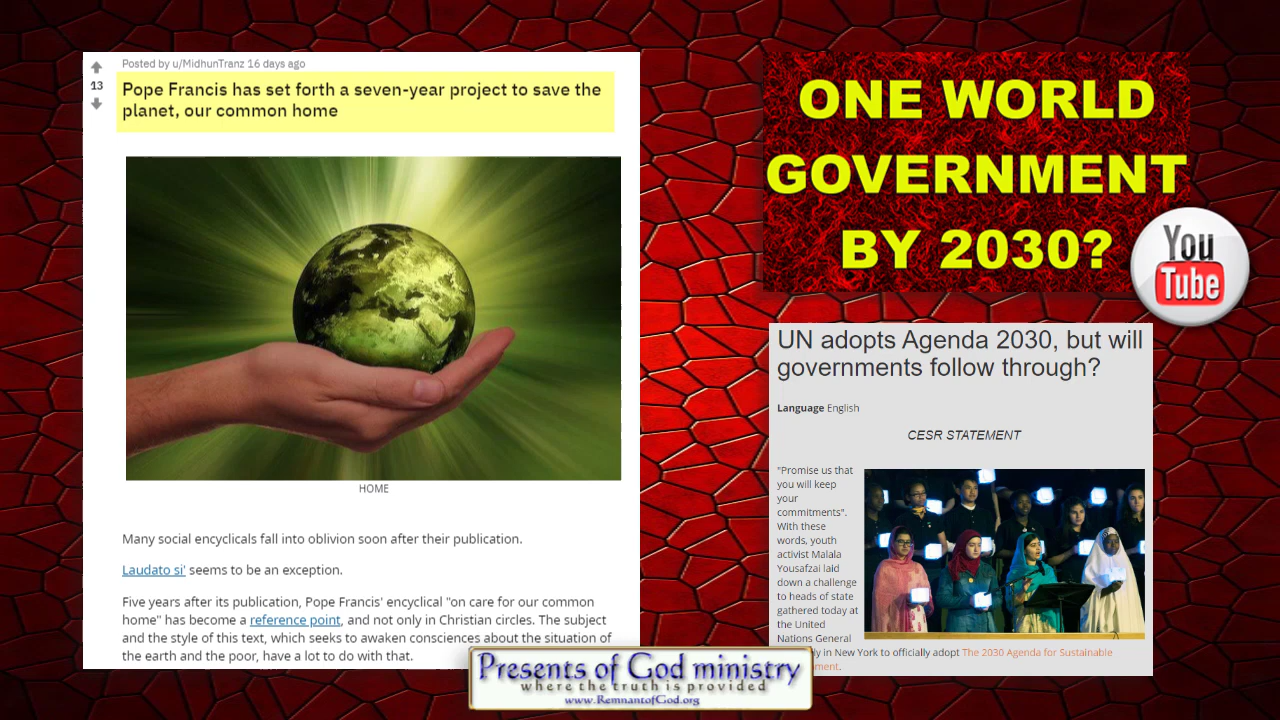 Posted by u/MidhunTranz 16 days ago
13
Pope Francis has set forth a seven-year project to save the
planet, our common home
HOME
Many social encyclicals fall into oblivion soon after their publication.
Laudato si' seems to be an exception.
Five years after its publication, Pope Francis' encyclical "on care for our common
home" has become a reference point, and not only in Christian circles. The subject
and the style of this text, which seeks to awaken consciences about the situation of
the earth and the poor, have a lot to do with that.
ONE WORLD
GOVERNMENT
BY 2030?
You
Tube
UN adopts Agenda 2030, but will
governments follow through?
Language English
CESR STATEMENT
"Promise us that
you will keep
your
commitments".
With these
words, youth
activist Malala
Yousafzai laid
down a challenge
to heads of state
gathered today at
the United
Nations General
in New York to officially adopt The 2030 Agenda for Sustainable
Presents of God ministry
where the truth is provided
www.RemnantofGod.org